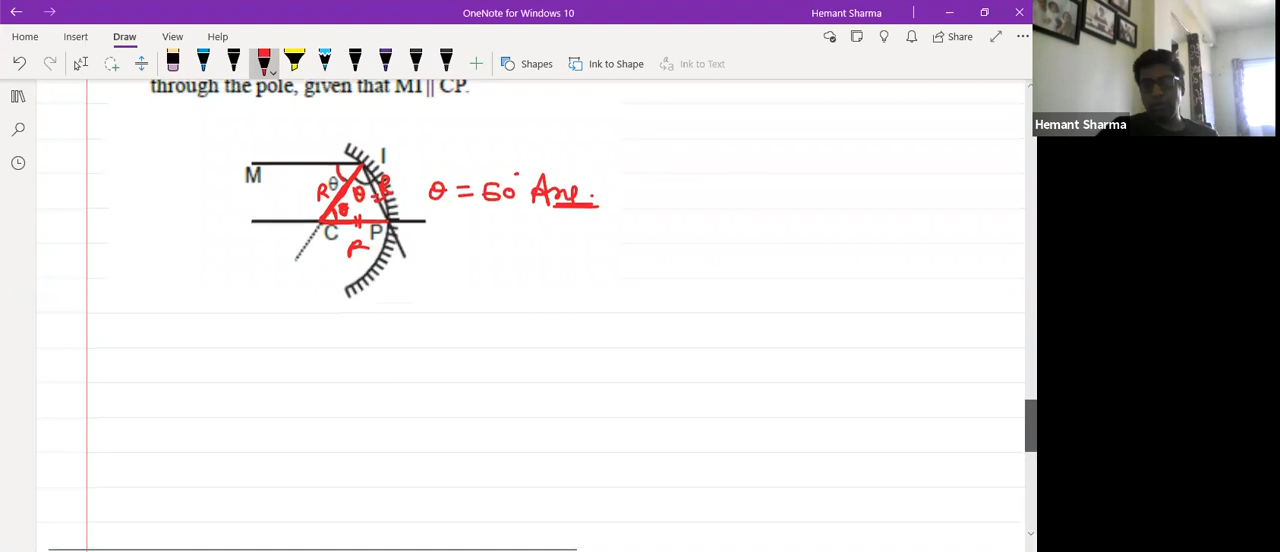 OneNote for Windows 10
Hemant Sharma
Home Insert Draw View Help
Share
Shapes Ink to Shape Ink to Text
through the pole, given that MI || CP.
M I
θ
R θ R
θ
C P
R
θ = 60° Ans.
Hemant Sharma